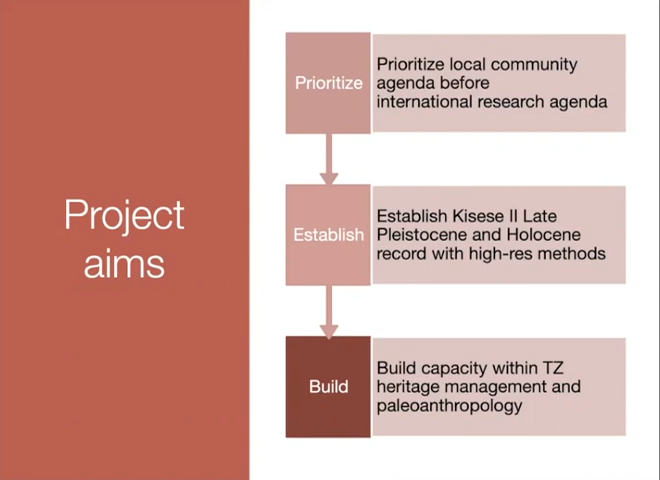 Project
aims
Prioritize
Prioritize local community
agenda before
international research agenda
Establish
Establish Kisese II Late
Pleistocene and Holocene
record with high-res methods
Build
Build capacity within TZ
heritage management and
paleoanthropology